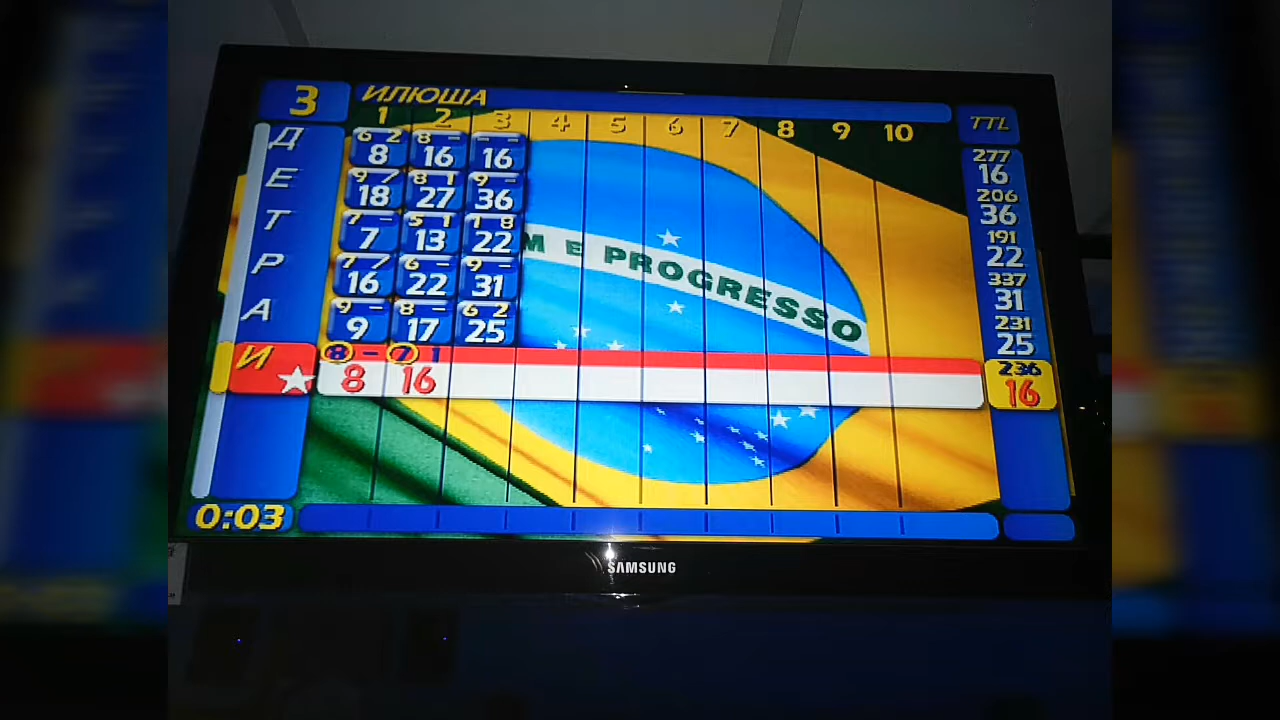 3 ИЛЮША
1 2 3 4 5 6 7 8 9 10 TTL
Д 6 2 8 - - - 277
8 16 16 16
Е 9 / 8 1 9 - 206
18 27 36 36
Т 7 - 5 1 1 8 191
7 13 22 22
Р 7 / 6 - 9 - 337
16 22 31 31
А 9 - 8 - 6 2 231
9 17 25 25
И 8 - 7 1 236
8 16 16
M E PROGRESSO
0:03
SAMSUNG